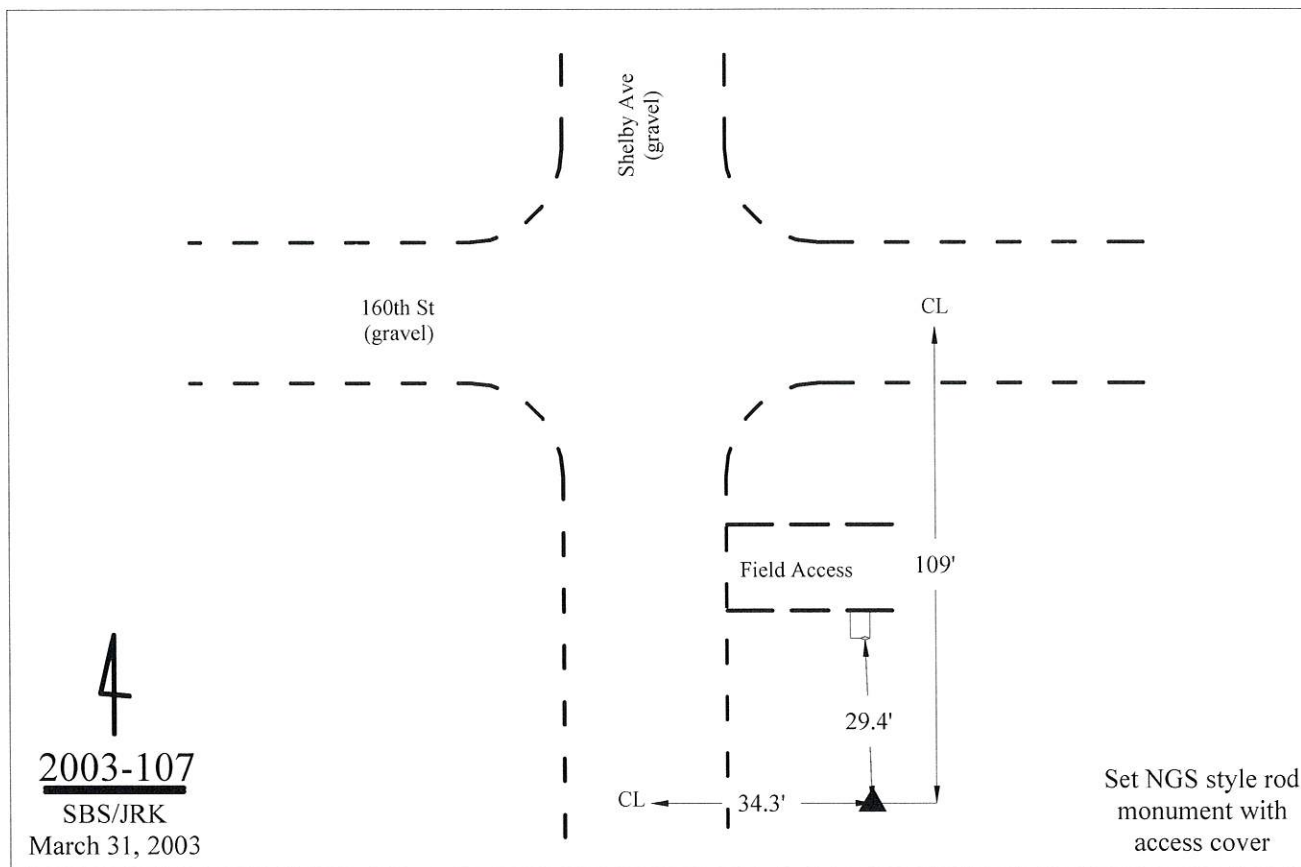 Shelby Ave
(gravel)
160th St
(gravel)
CL
Field Access
109'
29.4'
CL
34.3'
2003-107
SBS/JRK
March 31, 2003
Set NGS style rod
monument with
access cover